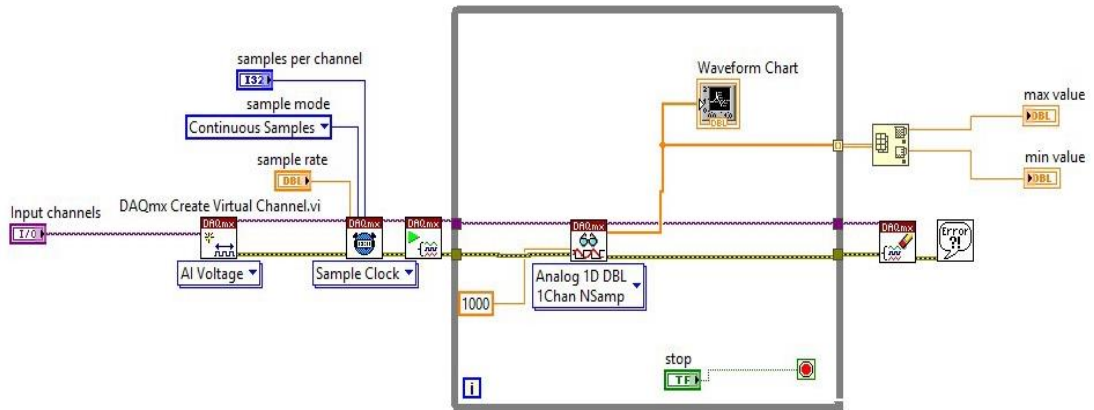 samples per channel
I32
sample mode
Continuous Samples
sample rate
DBL
Input channels
I/O
DAQmx Create Virtual Channel.vi
DAQmx
DAQmx
DAQmx
AI Voltage
Sample Clock
Waveform Chart
DBL
DAQmx
Analog 1D DBL
1Chan NSamp
1000
stop
TF
i
max value
DBL
min value
DBL
DAQmx
Error
?!